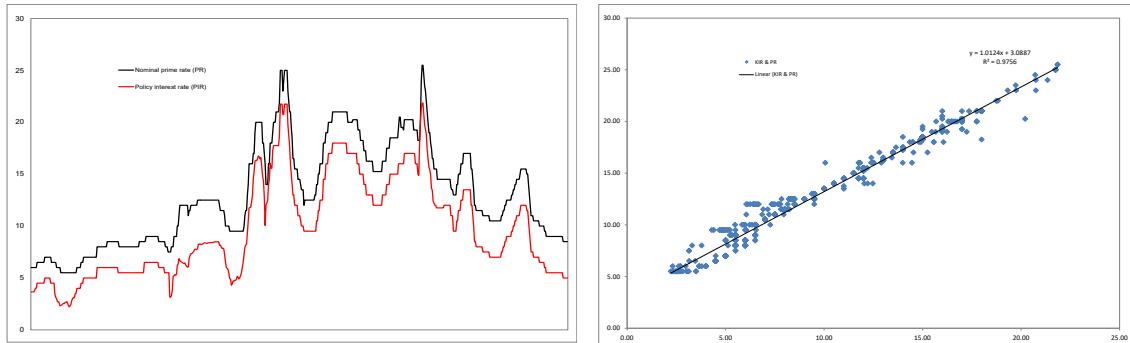 30
25
20
15
10
5
0
Nominal prime rate (PR)
Policy interest rate (PIR)
30.00
25.00
20.00
15.00
10.00
5.00
0.00
y = 1.0124x + 3.0887
R² = 0.9756
KIR & PR
Linear (KIR & PR)
0.00 5.00 10.00 15.00 20.00 25.00